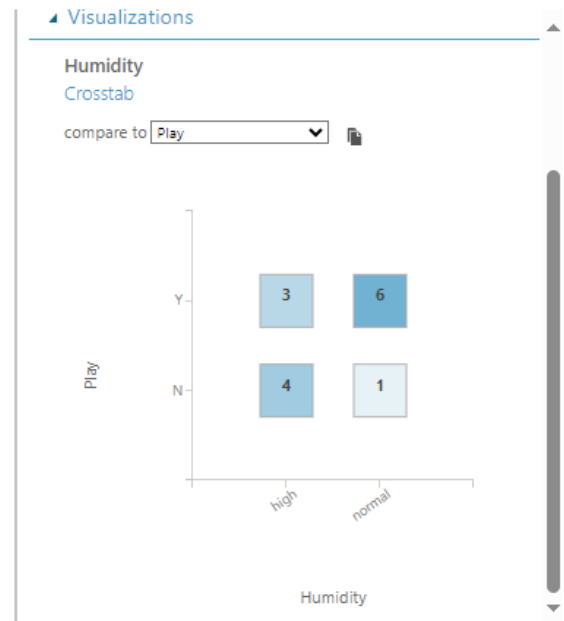 Visualizations
Humidity
Crosstab
compare to Play
Y 3 6
Play
N 4 1
high normal
Humidity